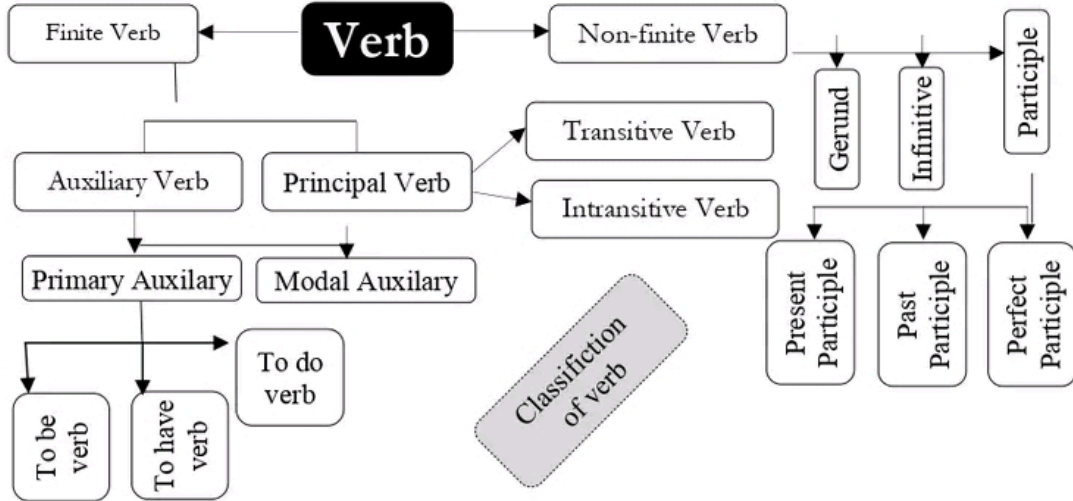 Finite Verb
Verb
Non-finite Verb
Gerund
Infinitive
Participle
Transitive Verb
Auxiliary Verb
Principal Verb
Intransitive Verb
Primary Auxilary
Modal Auxilary
Present
Participle
Past
Participle
Perfect
Participle
To do
verb
To be
verb
To have
verb
Classifiction
of verb